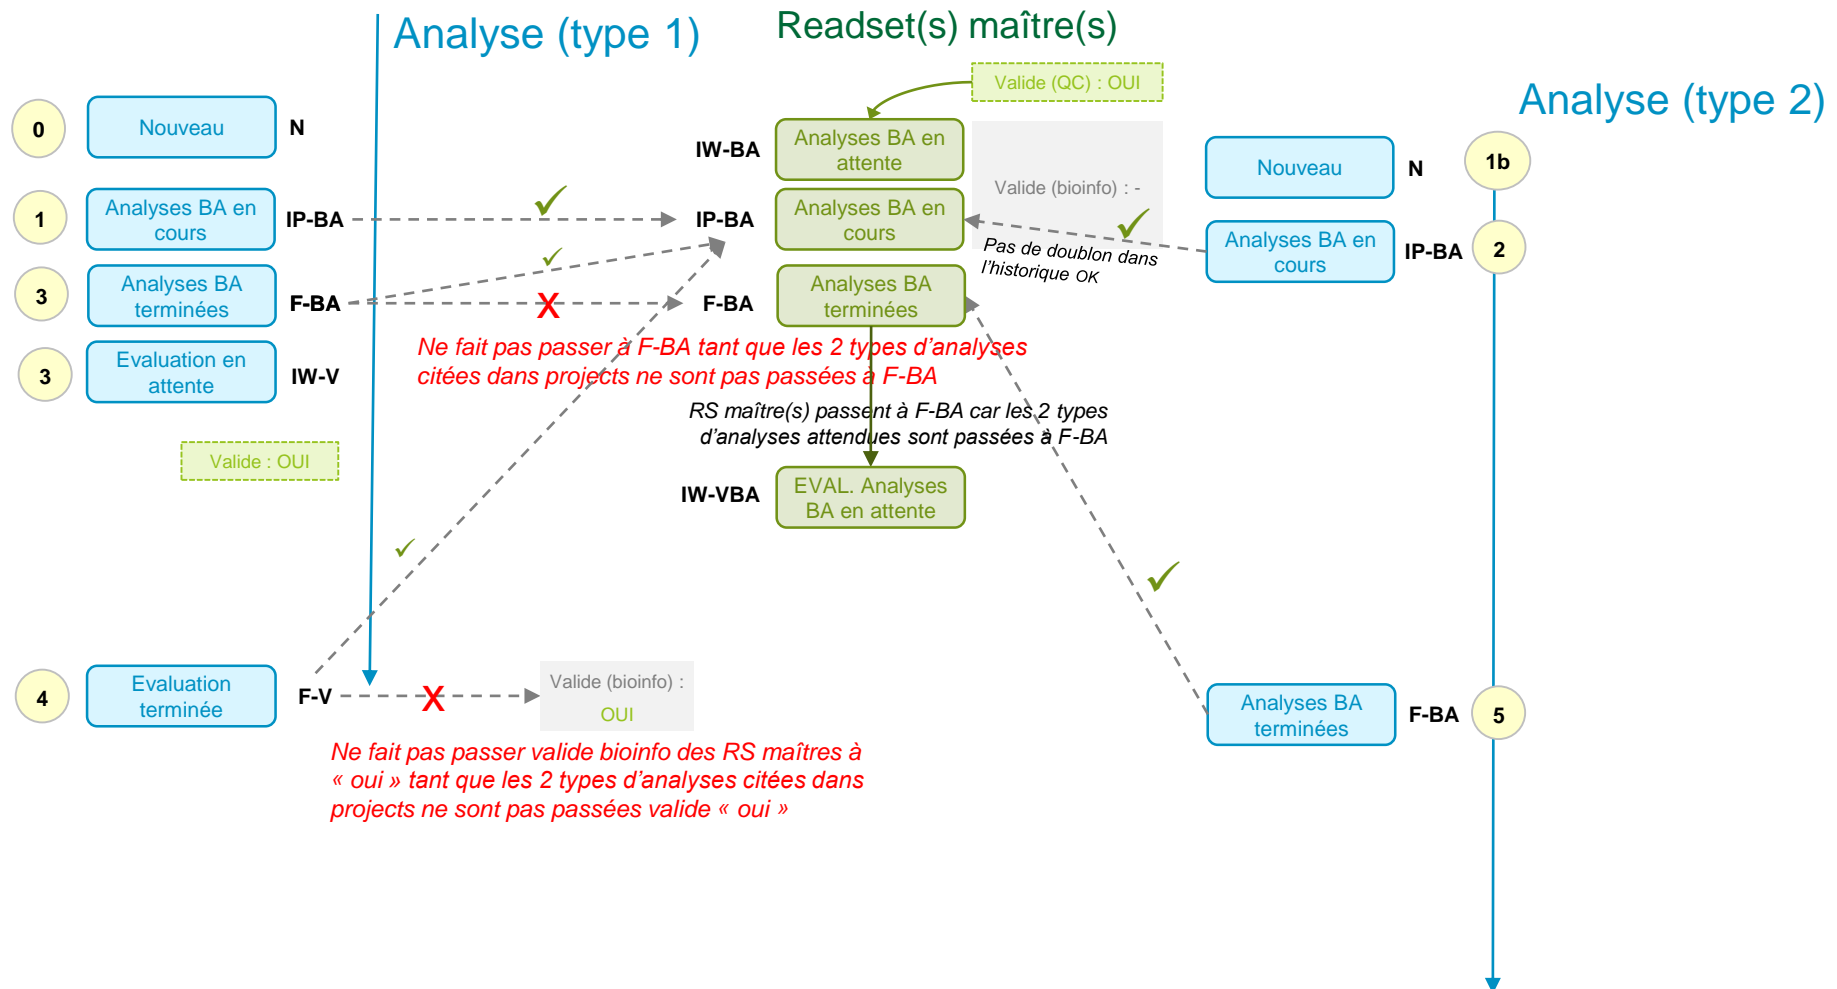 Analyse (type 1)
Readset(s) maître(s)
Analyse (type 2)
Valide (QC) : OUI
0
Nouveau
N
IW-BA
Analyses BA en
attente
Valide (bioinfo) : -
Nouveau
N
1b
1
Analyses BA en
cours
IP-BA
IP-BA
Analyses BA en
cours
Pas de doublon dans
l'historique OK
Analyses BA en
cours
IP-BA
2
3
Analyses BA
terminées
F-BA
X
F-BA
Analyses BA
terminées
Ne fait pas passer à F-BA tant que les 2 types d'analyses
citées dans projects ne sont pas passées à F-BA
3
Evaluation en
attente
IW-V
RS maître(s) passent à F-BA car les 2 types
d'analyses attendues sont passées à F-BA
Valide : OUI
IW-VBA
EVAL. Analyses
BA en attente
4
Evaluation
terminée
F-V
X
Valide (bioinfo) :
OUI
Analyses BA
terminées
F-BA
5
Ne fait pas passer valide bioinfo des RS maîtres à
« oui » tant que les 2 types d'analyses citées dans
projects ne sont pas passées valide « oui »